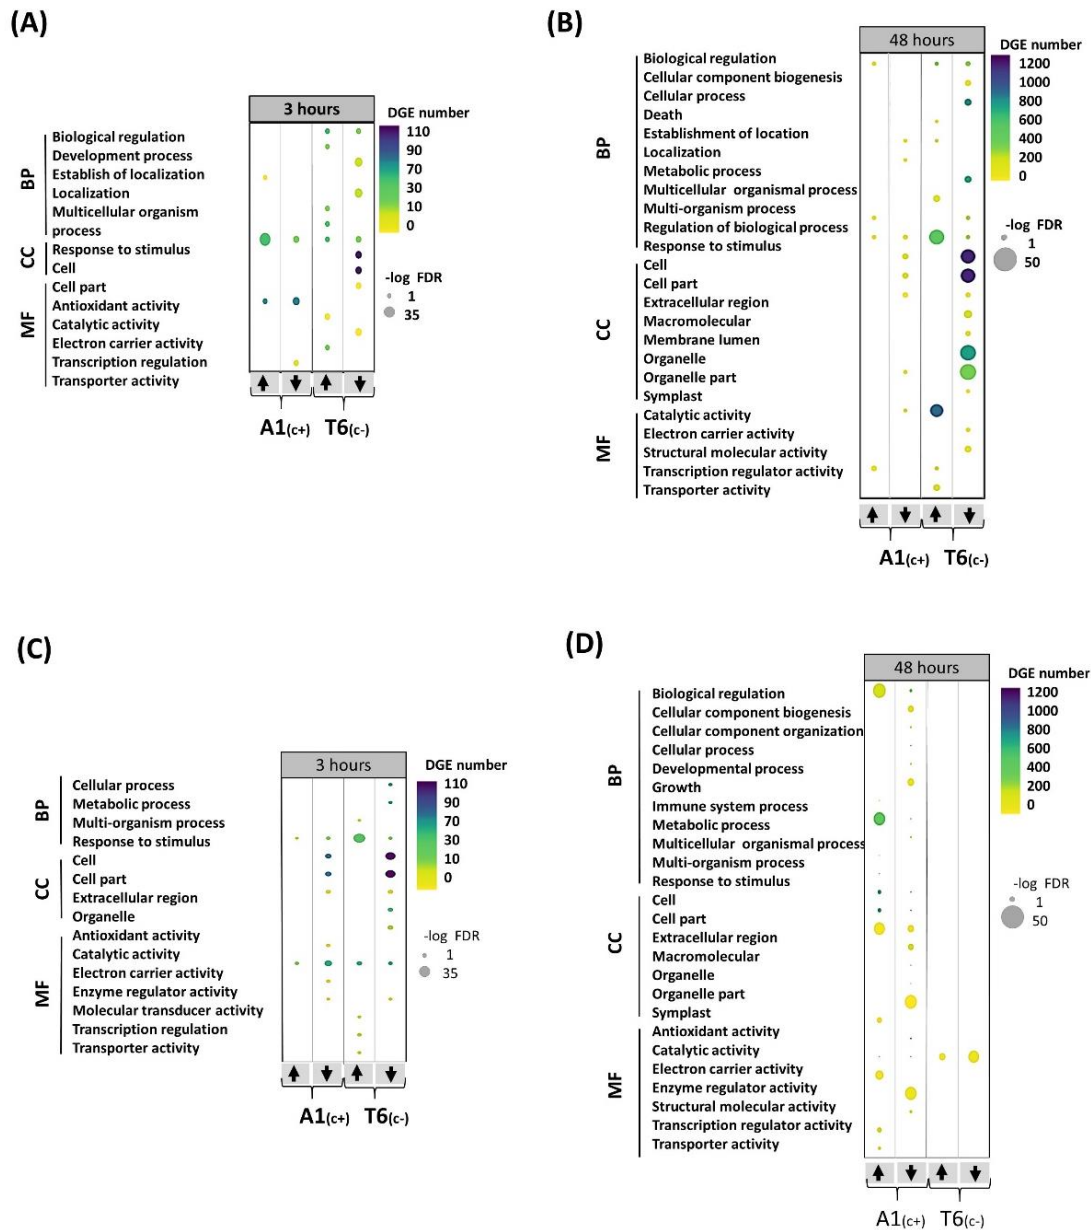 (A)
3 hours
DGE number
110
90
70
30
10
0
-log FDR
1
35
BP
Biological regulation
Development process
Establish of localization
Localization
Multicellular organism
process
CC
Response to stimulus
Cell
MF
Cell part
Antioxidant activity
Catalytic activity
Electron carrier activity
Transcription regulation
Transporter activity
A1(c+) T6(c-)
(B)
48 hours
DGE number
1200
1000
800
600
400
200
0
-log FDR
1
50
BP
Biological regulation
Cellular component biogenesis
Cellular process
Death
Establishment of location
Localization
Metabolic process
Multicellular organismal process
Multi-organism process
Regulation of biological process
Response to stimulus
CC
Cell
Cell part
Extracellular region
Macromolecular
Membrane lumen
Organelle
Organelle part
Symplast
MF
Catalytic activity
Electron carrier activity
Structural molecular activity
Transcription regulator activity
Transporter activity
A1(c+) T6(c-)
(C)
3 hours
DGE number
110
90
70
30
10
0
-log FDR
1
35
BP
Cellular process
Metabolic process
Multi-organism process
Response to stimulus
CC
Cell
Cell part
Extracellular region
Organelle
MF
Antioxidant activity
Catalytic activity
Electron carrier activity
Enzyme regulator activity
Molecular transducer activity
Transcription regulation
Transporter activity
A1(c+) T6(c-)
(D)
48 hours
DGE number
1200
1000
800
600
400
200
0
-log FDR
1
50
BP
Biological regulation
Cellular component biogenesis
Cellular component organization
Cellular process
Developmental process
Growth
Immune system process
Metabolic process
Multicellular organismal process
Multi-organism process
Response to stimulus
CC
Cell
Cell part
Extracellular region
Macromolecular
Organelle
Organelle part
Symplast
MF
Antioxidant activity
Catalytic activity
Electron carrier activity
Enzyme regulator activity
Structural molecular activity
Transcription regulator activity
Transporter activity
A1(c+) T6(c-)